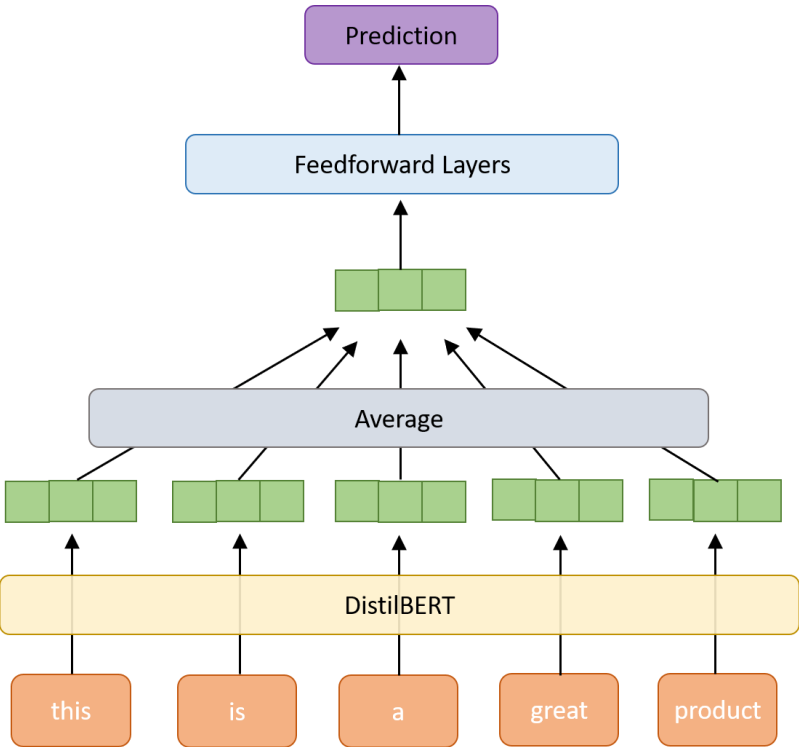 Prediction
Feedforward Layers
Average
DistilBERT
this is a great product